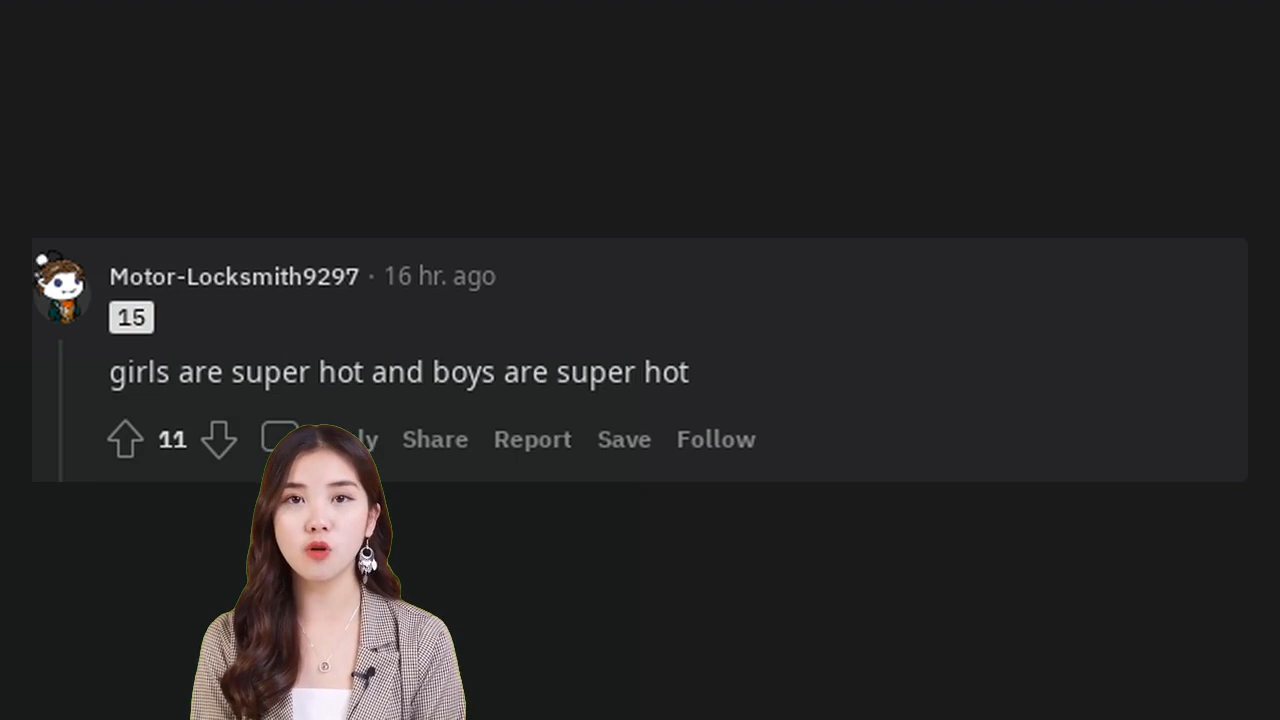 Motor-Locksmith9297 · 16 hr. ago
15
girls are super hot and boys are super hot
11 Share Report Save Follow